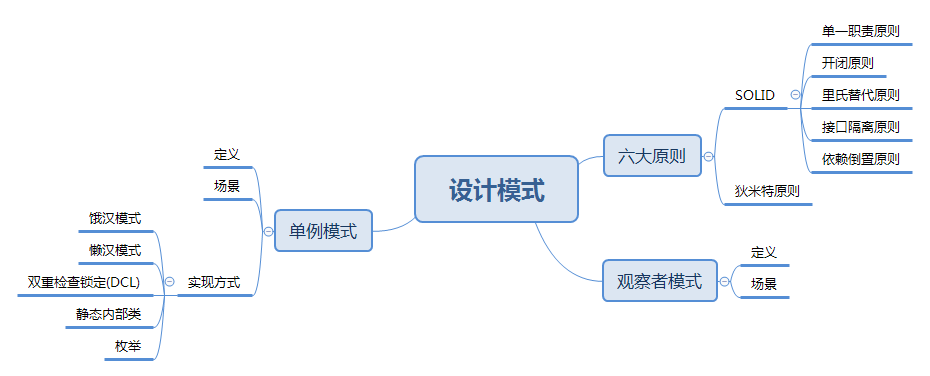 设计模式
六大原则
SOLID
单一职责原则
开闭原则
里氏替代原则
接口隔离原则
依赖倒置原则
狄米特原则
观察者模式
定义
场景
单例模式
定义
场景
实现方式
饿汉模式
懒汉模式
双重检查锁定(DCL)
静态内部类
枚举